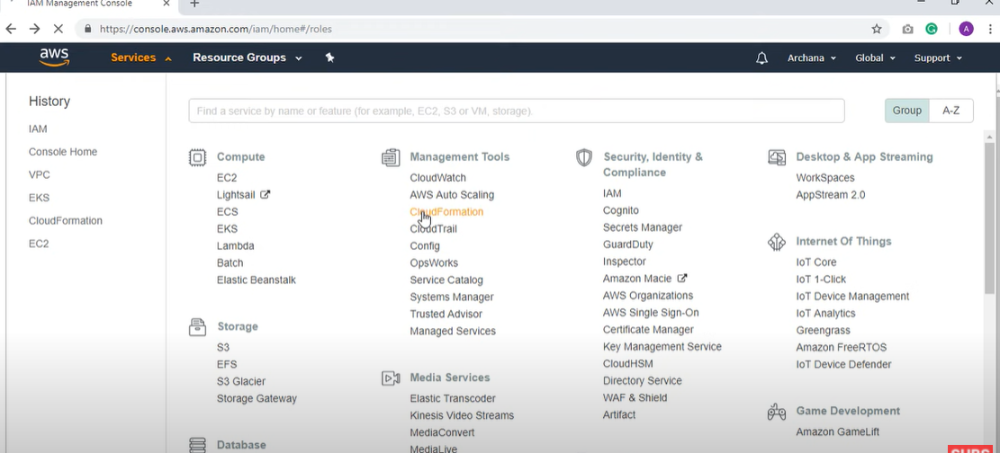 IAM Management Console
https://console.aws.amazon.com/iam/home#/roles
A
aws
Services
Resource Groups
Archana
Global
Support
History
IAM
Console Home
VPC
EKS
CloudFormation
EC2
Find a service by name or feature (for example, EC2, S3 or VM, storage).
Group
A-Z
Compute
EC2
Lightsail
ECS
EKS
Lambda
Batch
Elastic Beanstalk
Storage
S3
EFS
S3 Glacier
Storage Gateway
Database
Management Tools
CloudWatch
AWS Auto Scaling
CloudFormation
CloudTrail
Config
OpsWorks
Service Catalog
Systems Manager
Trusted Advisor
Managed Services
Media Services
Elastic Transcoder
Kinesis Video Streams
MediaConvert
MediaLive
Security, Identity &
Compliance
IAM
Cognito
Secrets Manager
GuardDuty
Inspector
Amazon Macie
AWS Organizations
AWS Single Sign-On
Certificate Manager
Key Management Service
CloudHSM
Directory Service
WAF & Shield
Artifact
Desktop & App Streaming
WorkSpaces
AppStream 2.0
Internet Of Things
IoT Core
IoT 1-Click
IoT Device Management
IoT Analytics
Greengrass
Amazon FreeRTOS
IoT Device Defender
Game Development
Amazon GameLift